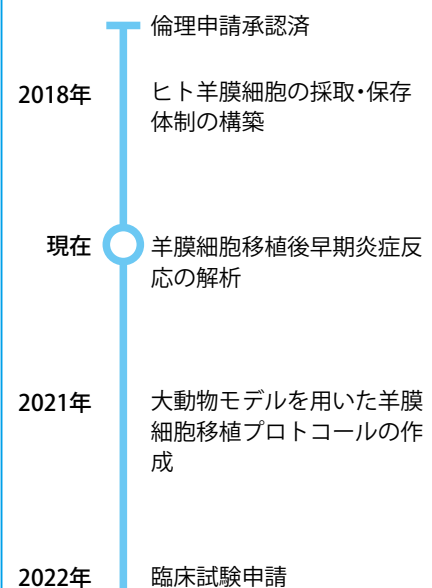 倫理申請承認済
2018年
ヒト羊膜細胞の採取・保存
体制の構築
現在
羊膜細胞移植後早期炎症反
応の解析
2021年
大動物モデルを用いた羊膜
細胞移植プロトコールの作
成
2022年
臨床試験申請